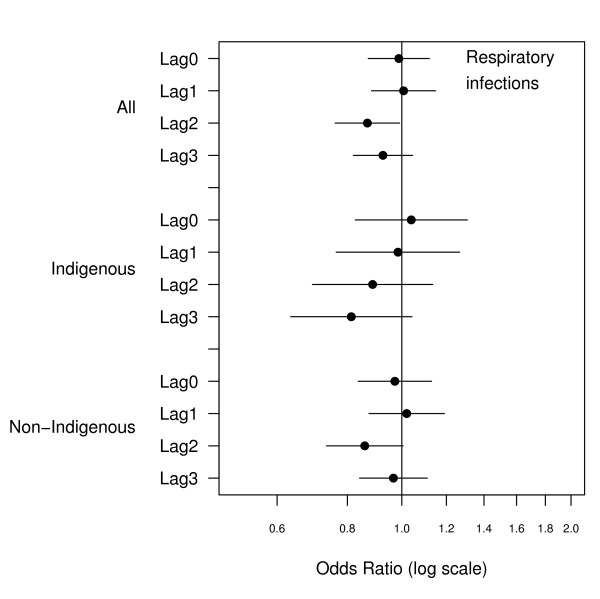 Respiratory
infections
All
Lag0
Lag1
Lag2
Lag3
Indigenous
Lag0
Lag1
Lag2
Lag3
Non−Indigenous
Lag0
Lag1
Lag2
Lag3
0.6 0.8 1.0 1.2 1.4 1.6 1.8 2.0
Odds Ratio (log scale)